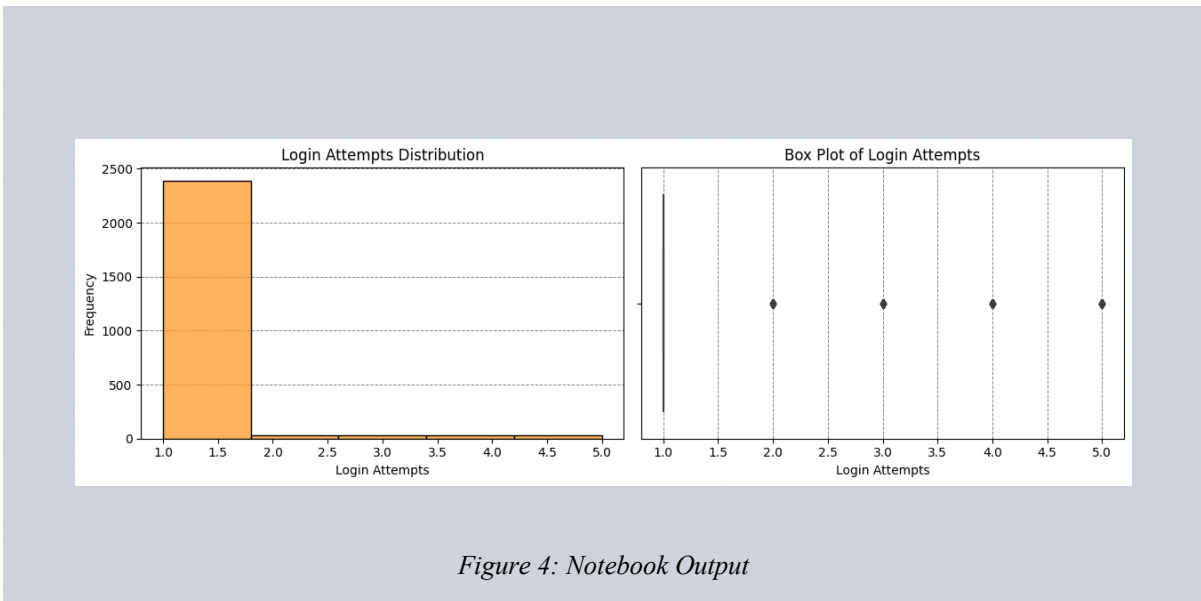 Login Attempts Distribution
2500
2000
1500
1000
500
0
Frequency
1.0 1.5 2.0 2.5 3.0 3.5 4.0 4.5 5.0
Login Attempts
Box Plot of Login Attempts
1.0 1.5 2.0 2.5 3.0 3.5 4.0 4.5 5.0
Login Attempts
Figure 4: Notebook Output